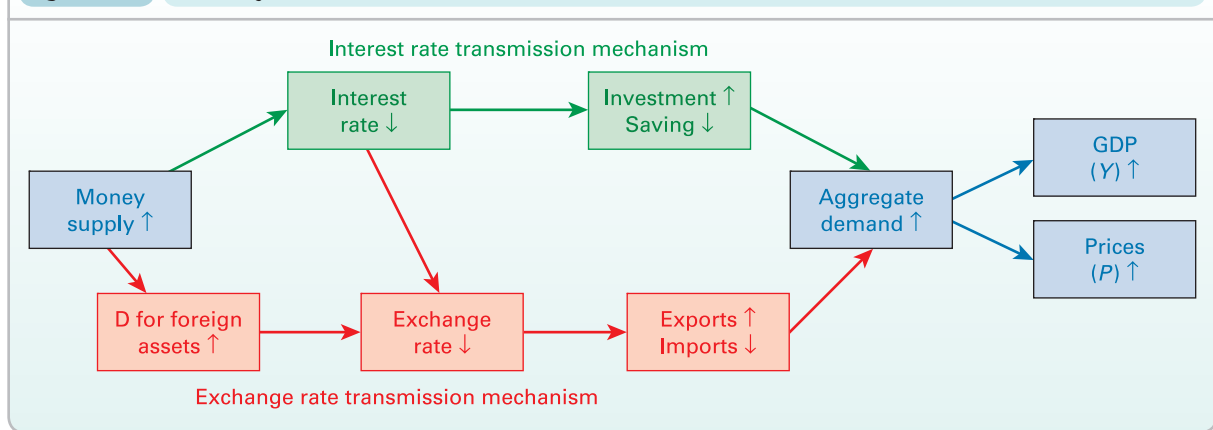 Interest rate transmission mechanism
Interest
rate ↓
Investment ↑
Saving ↓
Money
supply ↑
Aggregate
demand ↑
GDP
(Y) ↑
Prices
(P) ↑
D for foreign
assets ↑
Exchange
rate ↓
Exports ↑
Imports ↓
Exchange rate transmission mechanism